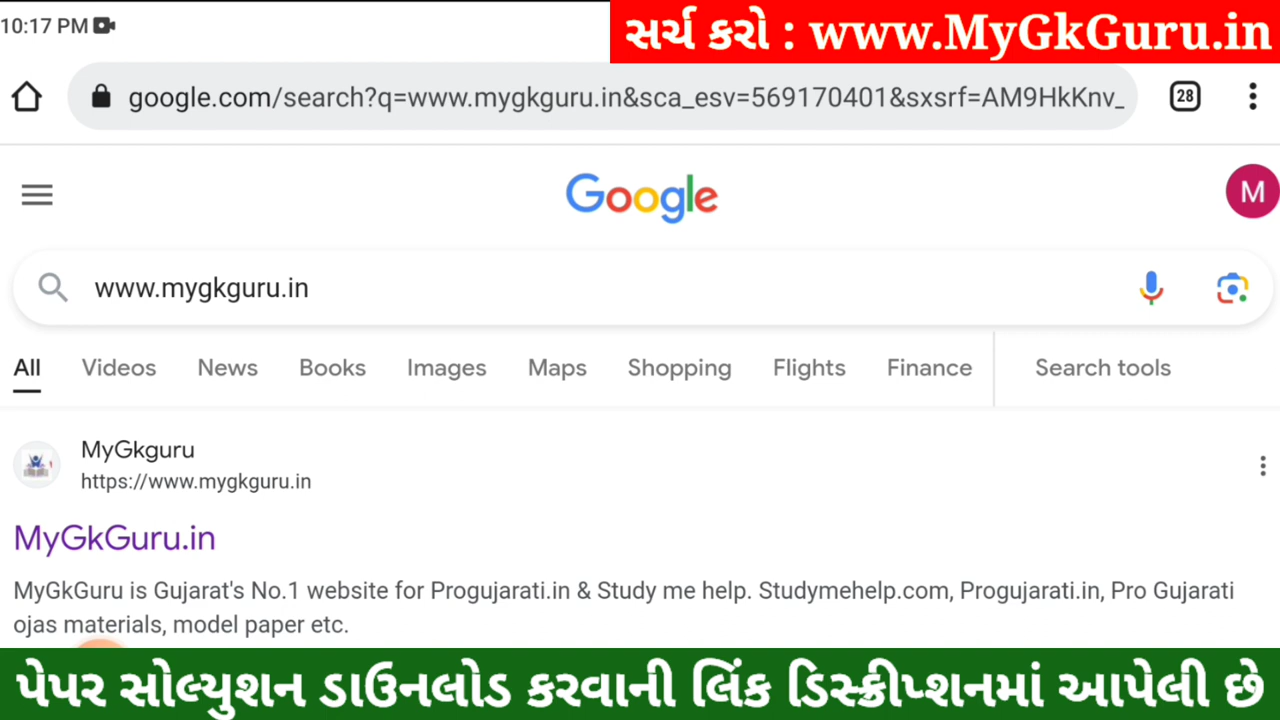 10:17 PM
સર્ચ કરો : www.MyGkGuru.in
google.com/search?q=www.mygkguru.in&sca_esv=569170401&sxsrf=AM9HkKnv_
28
Google
M
www.mygkguru.in
All Videos News Books Images Maps Shopping Flights Finance Search tools
MyGkguru
https://www.mygkguru.in
MyGkGuru.in
MyGkGuru is Gujarat's No.1 website for Progujarati.in & Study me help. Studymehelp.com, Progujarati.in, Pro Gujarati
ojas materials, model paper etc.
પેપર સોલ્યુશન ડાઉનલોડ કરવાની લિંક ડિસ્ક્રીપ્શનમાં આપેલી છે